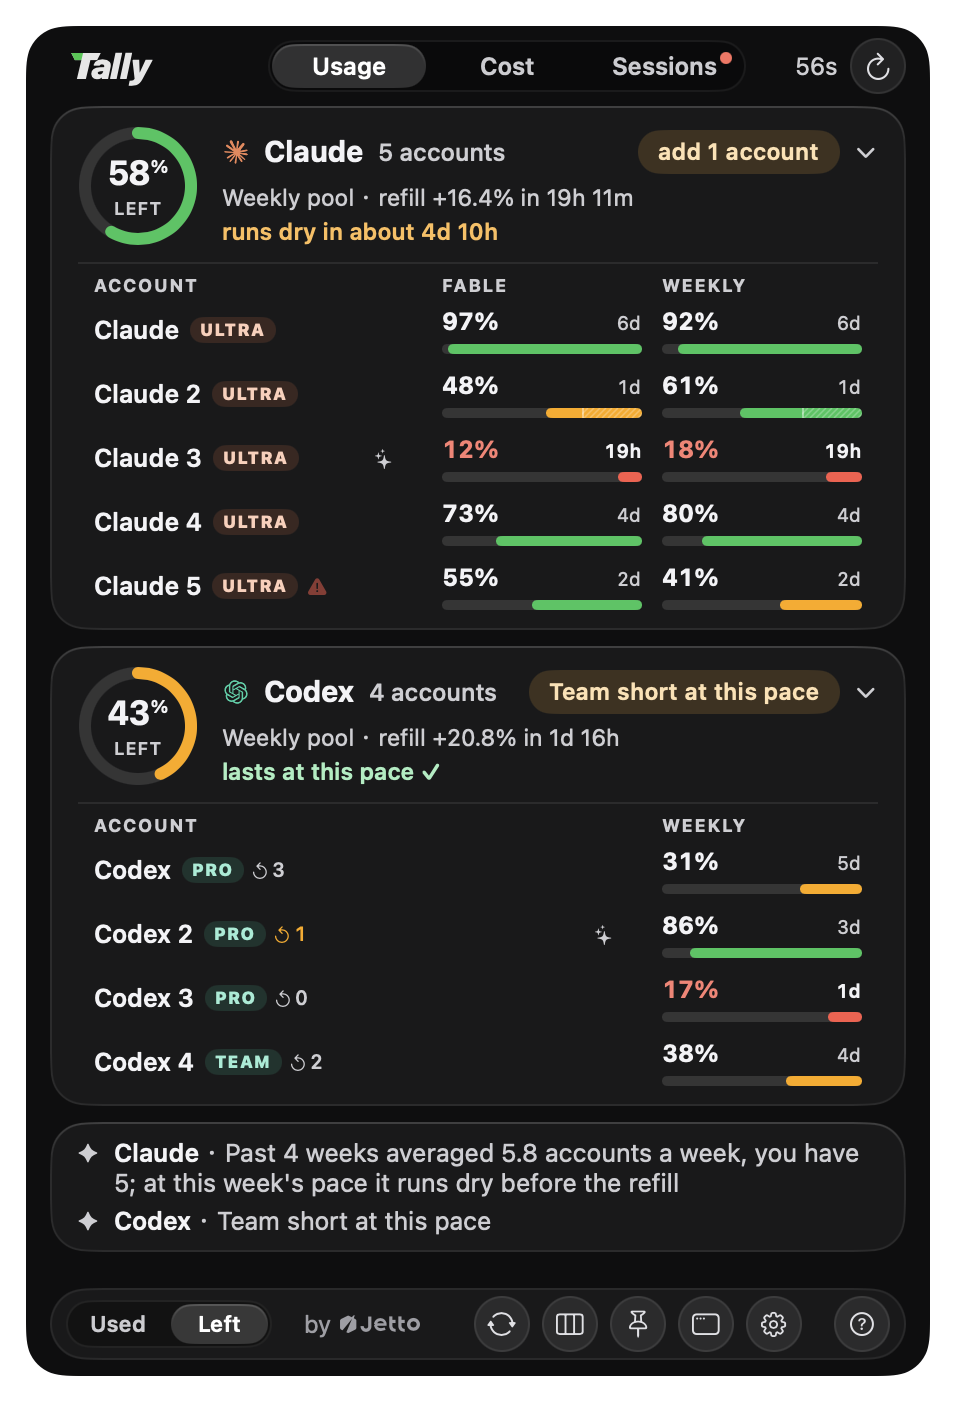 Tally
Usage Cost Sessions 56s
58% LEFT
Claude 5 accounts add 1 account
Weekly pool · refill +16.4% in 19h 11m
runs dry in about 4d 10h
ACCOUNT FABLE WEEKLY
Claude ULTRA 97% 6d 92% 6d
Claude 2 ULTRA 48% 1d 61% 1d
Claude 3 ULTRA 12% 19h 18% 19h
Claude 4 ULTRA 73% 4d 80% 4d
Claude 5 ULTRA 55% 2d 41% 2d
43% LEFT
Codex 4 accounts Team short at this pace
Weekly pool · refill +20.8% in 1d 16h
lasts at this pace ✓
ACCOUNT WEEKLY
Codex PRO 3 31% 5d
Codex 2 PRO 1 86% 3d
Codex 3 PRO 0 17% 1d
Codex 4 TEAM 2 38% 4d
Claude · Past 4 weeks averaged 5.8 accounts a week, you have
5; at this week's pace it runs dry before the refill
Codex · Team short at this pace
Used Left by Jetto ?